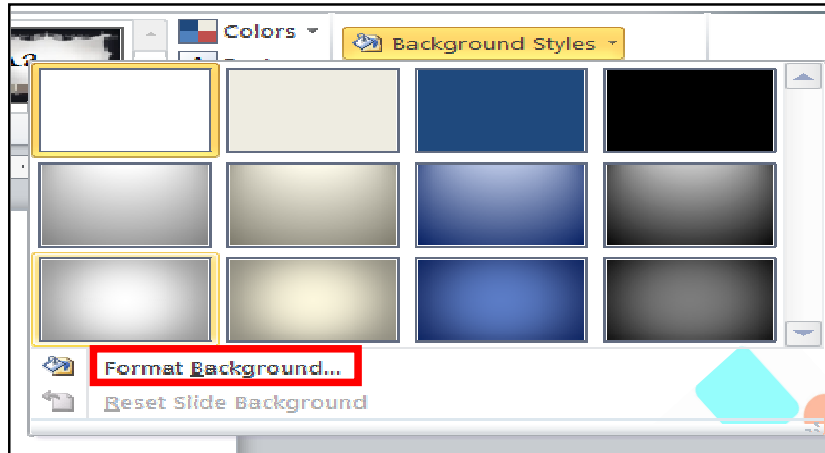 Colors
Background Styles
Format Background...
Reset Slide Background